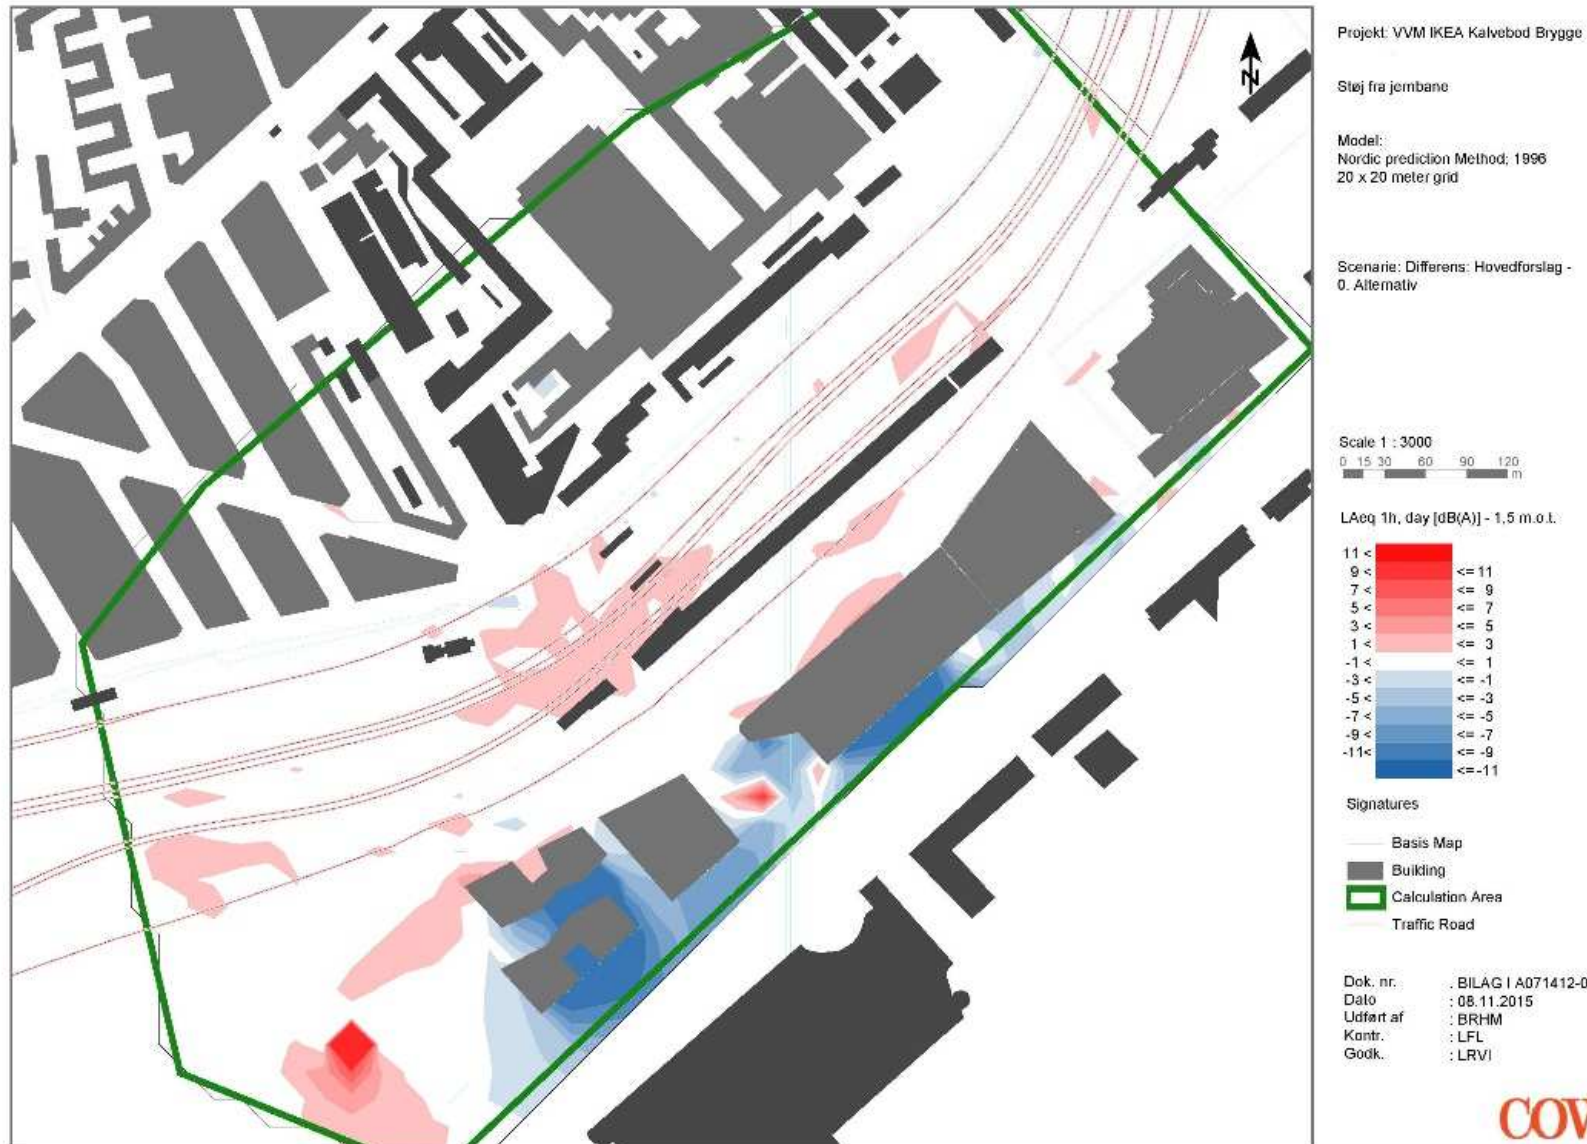 Projekt: VVM IKEA Kalvebod Brygge
Støj fra jernbane
Model:
Nordic prediction Method; 1996
20 x 20 meter grid
Scenarie: Differens: Hovedforslag -
0. Alternativ
Scale 1 : 3000
0 15 30 60 90 120
m
LAeq 1h, day [dB(A)] - 1,5 m.o.t.
11 <
9 < <= 11
7 < <= 9
5 < <= 7
3 < <= 5
1 < <= 3
-1 < <= 1
-3 < <= -1
-5 < <= -3
-7 < <= -5
-9 < <= -7
-11< <= -9
<= -11
Signatures
Basis Map
Building
Calculation Area
Traffic Road
Dok. nr. : BILAG I A071412-0
Dato : 08.11.2015
Udført af : BRHM
Kontr. : LFL
Godk. : LRVI
N